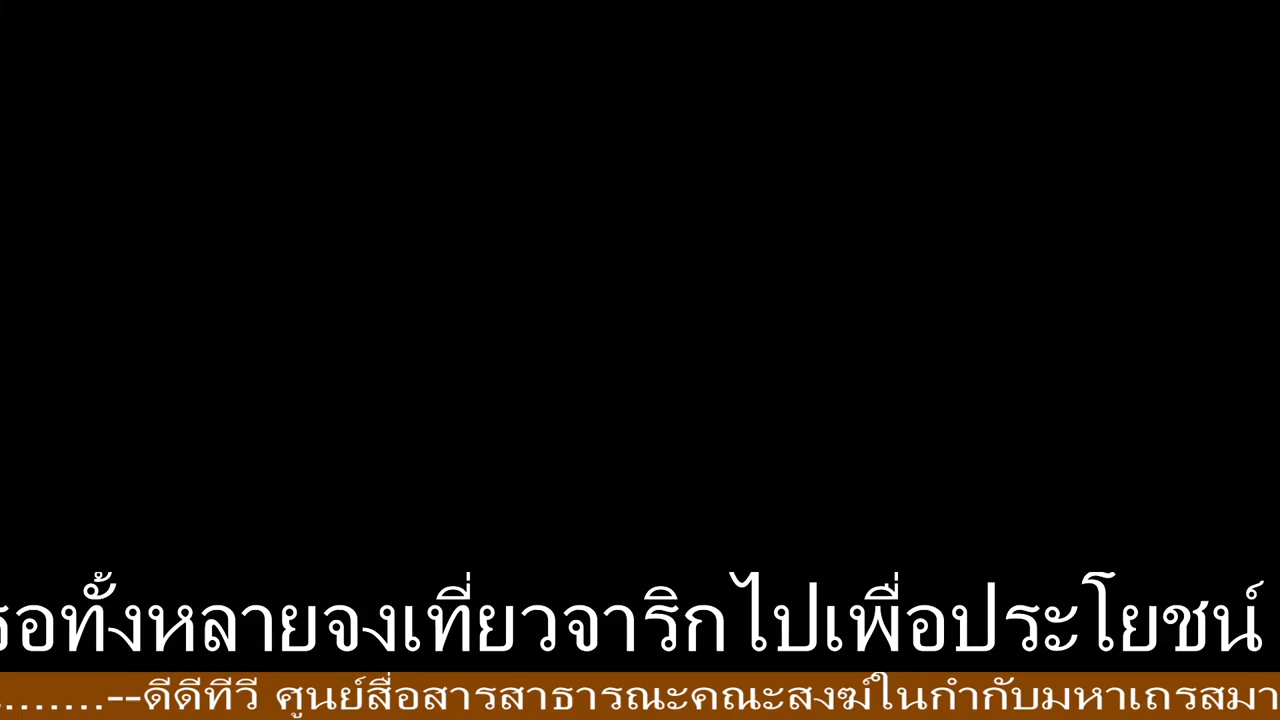 ธอทั้งหลายจงเที่ยวจาริกไปเพื่อประโยชน์
.......--ดีดีทีวี ศูนย์สื่อสารสาธารณะคณะสงฆ์ในกำกับมหาเถรสมา